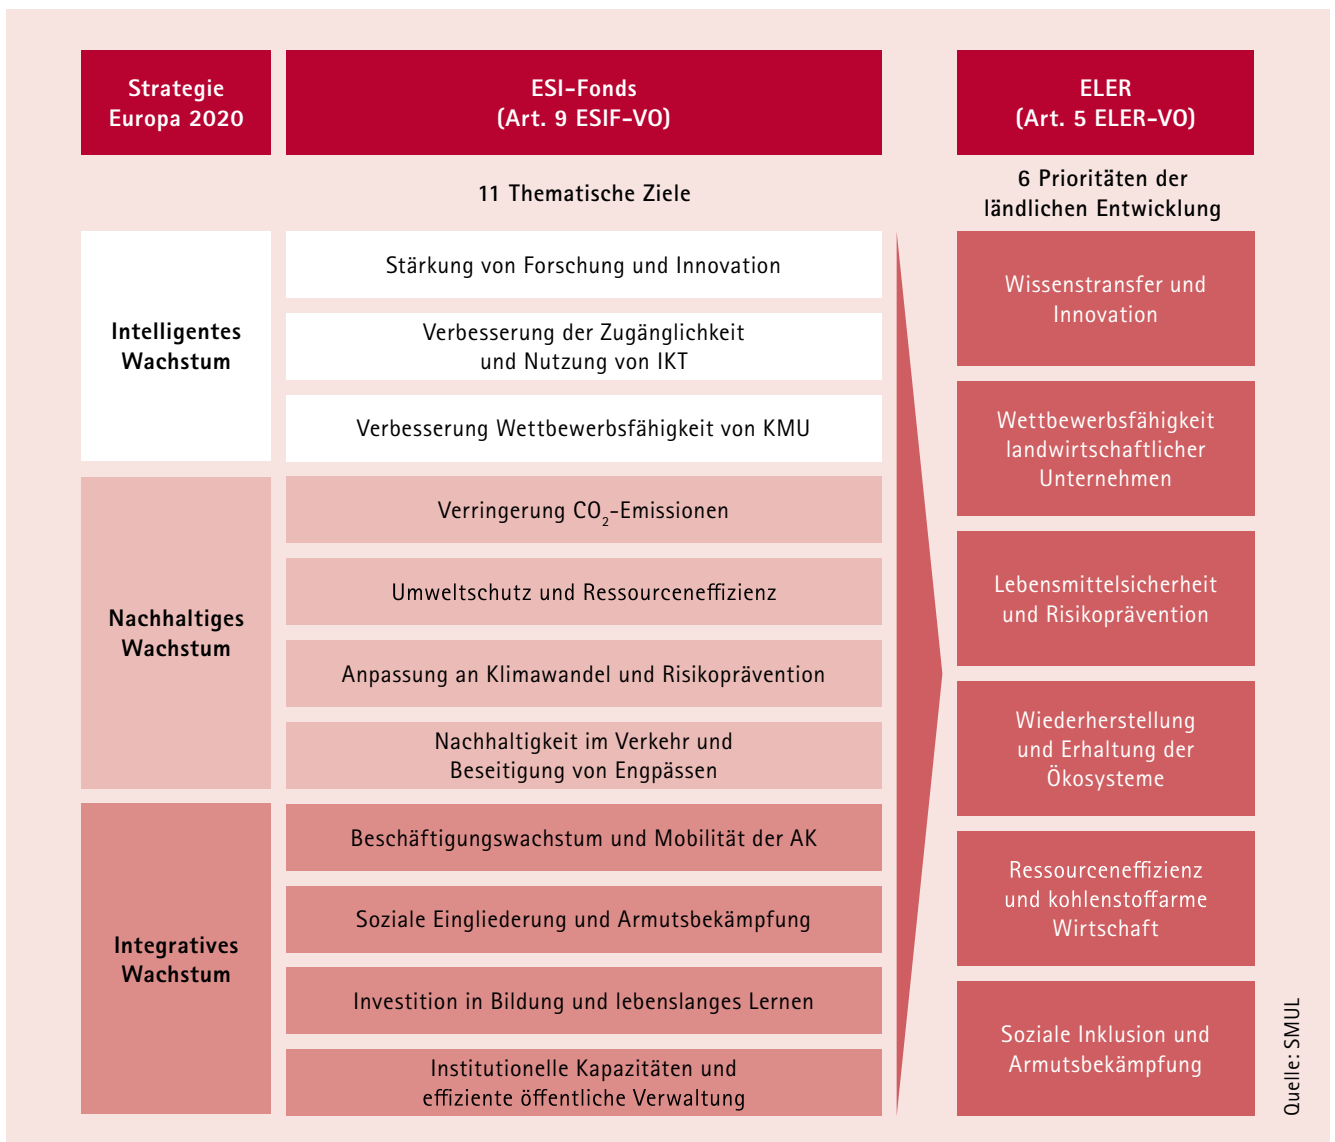 Strategie
Europa 2020
ESI-Fonds
(Art. 9 ESIF-VO)
ELER
(Art. 5 ELER-VO)
11 Thematische Ziele
6 Prioritäten der
ländlichen Entwicklung
Intelligentes
Wachstum
Stärkung von Forschung und Innovation
Verbesserung der Zugänglichkeit
und Nutzung von IKT
Verbesserung Wettbewerbsfähigkeit von KMU
Nachhaltiges
Wachstum
Verringerung CO₂-Emissionen
Umweltschutz und Ressourceneffizienz
Anpassung an Klimawandel und Risikoprävention
Nachhaltigkeit im Verkehr und
Beseitigung von Engpässen
Integratives
Wachstum
Beschäftigungswachstum und Mobilität der AK
Soziale Eingliederung und Armutsbekämpfung
Investition in Bildung und lebenslanges Lernen
Institutionelle Kapazitäten und
effiziente öffentliche Verwaltung
Wissenstransfer und
Innovation
Wettbewerbsfähigkeit
landwirtschaftlicher
Unternehmen
Lebensmittelsicherheit
und Risikoprävention
Wiederherstellung
und Erhaltung der
Ökosysteme
Ressourceneffizienz
und kohlenstoffarme
Wirtschaft
Soziale Inklusion und
Armutsbekämpfung
Quelle: SMUL